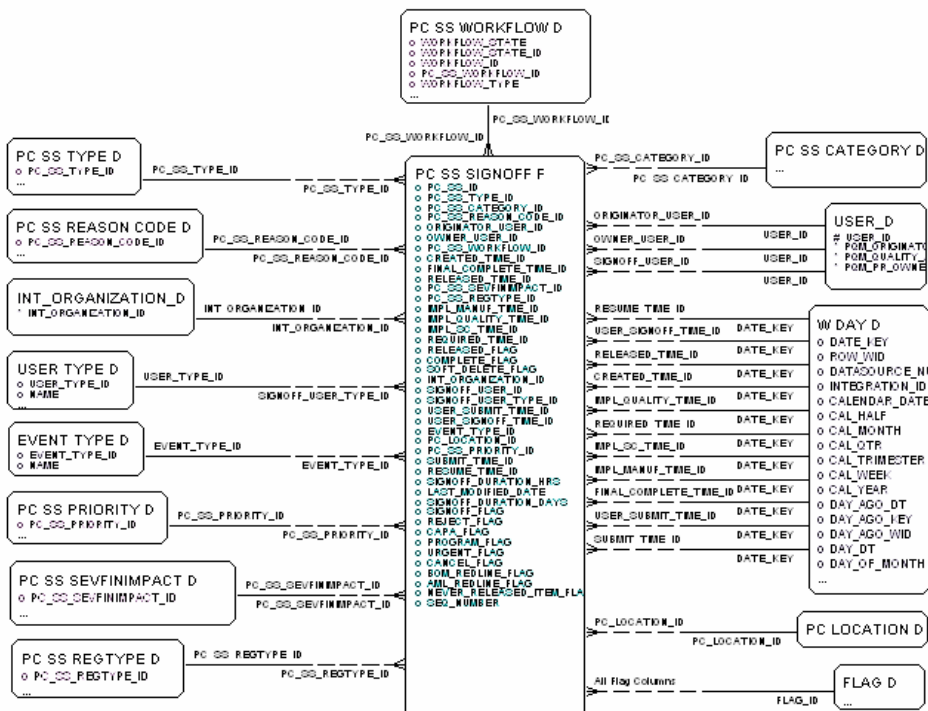 PC SS WORKFLOW D
WORKFLOW_STATE
WORKFLOW_STATE_ID
WORKFLOW_ID
PC_SS_WORKFLOW_ID
WORKFLOW_TYPE
...
PC_SS_WORKFLOW_ID
PC_SS_WORKFLOW_ID
PC SS TYPE D
PC_SS_TYPE_ID
...
PC_SS_TYPE_ID
PC_SS_TYPE_ID
PC SS REASON CODE D
PC_SS_REASON_CODE_ID
...
PC_SS_REASON_CODE_ID
PC_SS_REASON_CODE_ID
INT_ORGANIZATION_D
* INT_ORGANIZATION_ID
INT ORGANIZATION ID
INT_ORGANIZATION_ID
USER TYPE D
USER_TYPE_ID
NAME
...
USER_TYPE_ID
SIGNOFF_USER_TYPE_ID
EVENT TYPE D
EVENT_TYPE_ID
NAME
EVENT_TYPE_ID
EVENT_TYPE_ID
PC SS PRIORITY D
PC_SS_PRIORITY_ID
...
PC_SS_PRIORITY_ID
PC_SS_PRIORITY_ID
PC SS SEVFINIMPACT D
PC_SS_SEVFINIMPACT_ID
...
PC_SS_SEVFINIMPACT_ID
PC_SS_SEVFINIMPACT_ID
PC SS REGTYPE D
PC_SS_REGTYPE_ID
...
PC SS REGTYPE ID
PC_SS_REGTYPE_ID
PC SS SIGNOFF F
PC_SS_ID
PC_SS_TYPE_ID
PC_SS_CATEGORY_ID
PC_SS_REASON_CODE_ID
ORIGINATOR_USER_ID
OWNER_USER_ID
PC_SS_WORKFLOW_ID
CREATED_TIME_ID
FINAL_COMPLETE_TIME_ID
RELEASED_TIME_ID
PC_SS_SEVFINIMPACT_ID
PC_SS_REGTYPE_ID
IMPL_MANUF_TIME_ID
IMPL_QUALITY_TIME_ID
IMPL_SC_TIME_ID
REQUIRED_TIME_ID
RELEASED_FLAG
COMPLETE_FLAG
SOFT_DELETE_FLAG
INT_ORGANIZATION_ID
SIGNOFF_USER_ID
SIGNOFF_USER_TYPE_ID
USER_SUBMIT_TIME_ID
USER_SIGNOFF_TIME_ID
EVENT_TYPE_ID
PC_LOCATION_ID
PC_SS_PRIORITY_ID
SUBMIT_TIME_ID
RESUME_TIME_ID
SIGNOFF_DURATION_HRS
LAST_MODIFIED_DATE
SIGNOFF_DURATION_DAYS
SIGNOFF_FLAG
REJECT_FLAG
CAPA_FLAG
PROGRAM_FLAG
URGENT_FLAG
CANCEL_FLAG
BOM_REDLINE_FLAG
AML_REDLINE_FLAG
NEVER_RELEASED_ITEM_FLA
SEQ_NUMBER
PC_SS_CATEGORY_ID
PC SS CATEGORY ID
PC SS CATEGORY D
...
ORIGINATOR_USER_ID
USER_ID
OWNER_USER_ID
USER_ID
SIGNOFF_USER_ID
USER_ID
USER_D
# USER_ID
* PQM_ORIGINATO
* PQM_QUALITY_
* PQM_PR_OWNE
RESUME TIME ID
DATE_KEY
USER_SIGNOFF_TIME_ID
DATE_KEY
RELEASED_TIME_ID
DATE_KEY
CREATED_TIME_ID
DATE_KEY
IMPL_QUALITY_TIME_ID
DATE_KEY
REQUIRED TIME ID
DATE_KEY
IMPL_SC_TIME_ID
DATE_KEY
IMPL_MANUF_TIME_ID
DATE_KEY
FINAL_COMPLETE_TIME_ID
DATE_KEY
USER_SUBMIT_TIME_ID
DATE_KEY
SUBMIT TIME ID
DATE_KEY
W DAY D
DATE_KEY
ROW_WID
DATASOURCE_NU
INTEGRATION_ID
CALENDAR_DATE
CAL_HALF
CAL_MONTH
CAL_QTR
CAL_TRIMESTER
CAL_WEEK
CAL_YEAR
DAY_AGO_DT
DAY_AGO_KEY
DAY_AGO_WID
DAY_DT
DAY_OF_MONTH
...
PC_LOCATION_ID
PC_LOCATION_ID
PC LOCATION D
All Flag Columns
FLAG_ID
FLAG D
...